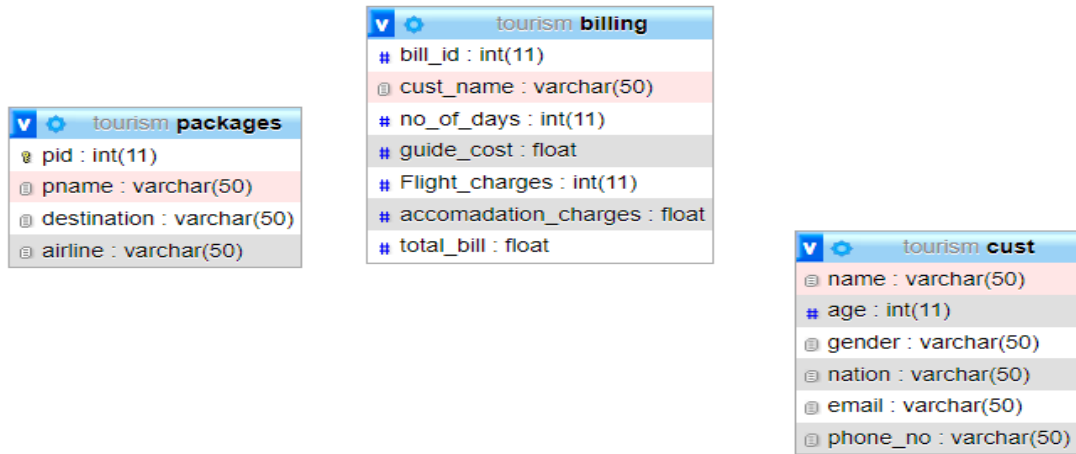 tourism packages
pid : int(11)
pname : varchar(50)
destination : varchar(50)
airline : varchar(50)
v tourism billing
# bill_id : int(11)
cust_name : varchar(50)
# no_of_days : int(11)
# guide_cost : float
# Flight_charges : int(11)
# accomadation_charges : float
# total_bill : float
v tourism cust
name : varchar(50)
# age : int(11)
gender : varchar(50)
nation : varchar(50)
email : varchar(50)
phone_no : varchar(50)